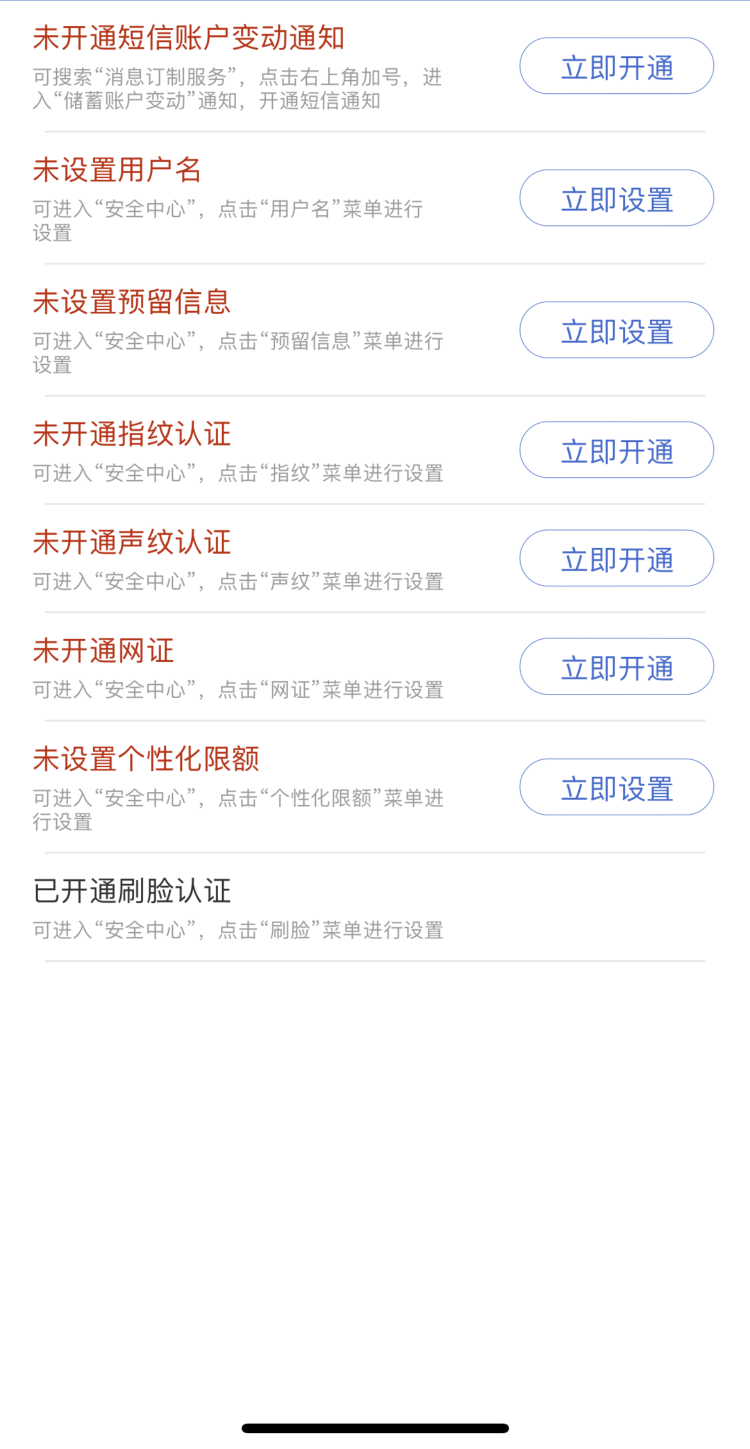 未开通短信账户变动通知
可搜索“消息订制服务”，点击右上角加号，进
入“储蓄账户变动”通知，开通短信通知
立即开通
未设置用户名
可进入“安全中心”，点击“用户名”菜单进行
设置
立即设置
未设置预留信息
可进入“安全中心”，点击“预留信息”菜单进行
设置
立即设置
未开通指纹认证
可进入“安全中心”，点击“指纹”菜单进行设置
立即开通
未开通声纹认证
可进入“安全中心”，点击“声纹”菜单进行设置
立即开通
未开通网证
可进入“安全中心”，点击“网证”菜单进行设置
立即开通
未设置个性化限额
可进入“安全中心”，点击“个性化限额”菜单进
行设置
立即设置
已开通刷脸认证
可进入“安全中心”，点击“刷脸”菜单进行设置